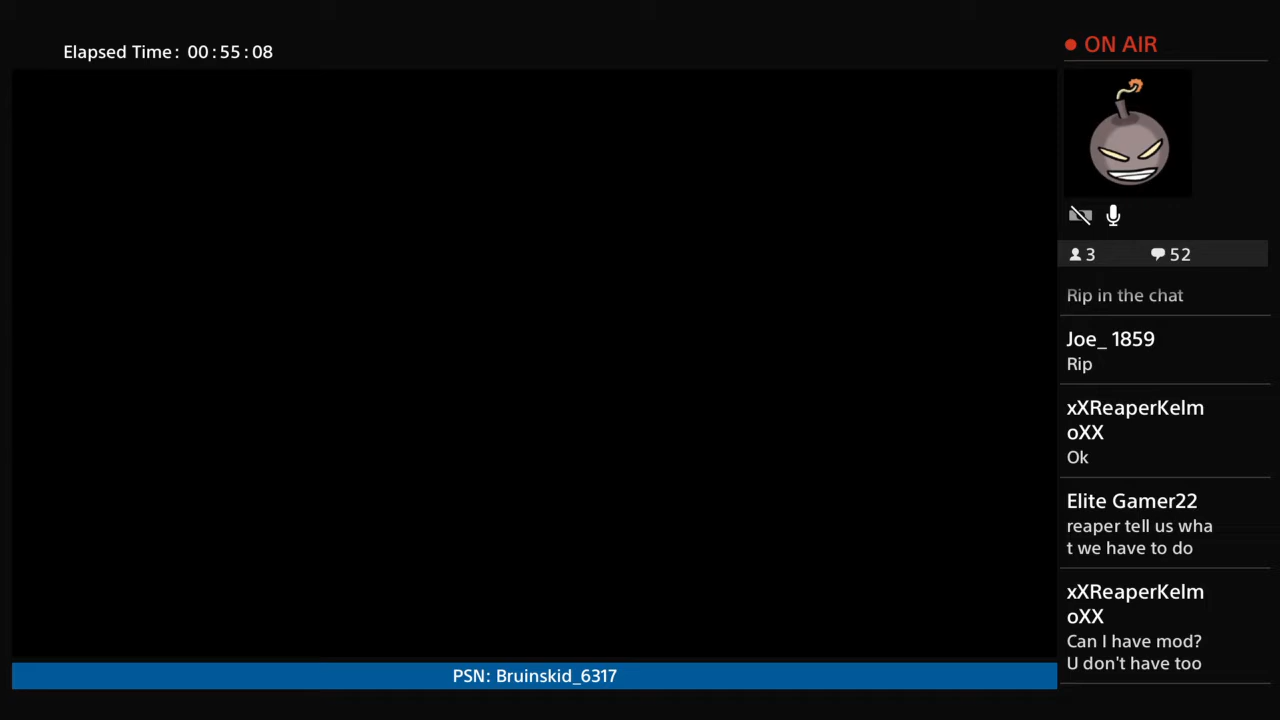 Elapsed Time: 00:55:08
ON AIR
3 52
Rip in the chat
Joe_ 1859
Rip
xXReaperKelm
oXX
Ok
Elite Gamer22
reaper tell us wha
t we have to do
xXReaperKelm
oXX
Can I have mod?
U don't have too
PSN: Bruinskid_6317